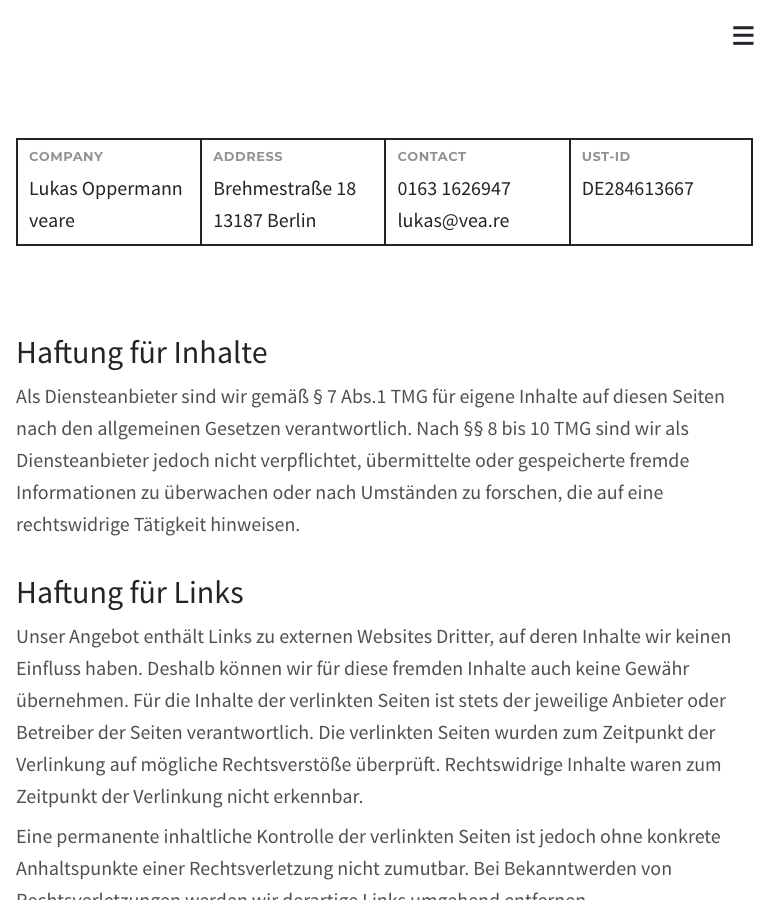 COMPANY
Lukas Oppermann
veare
ADDRESS
Brehmestraße 18
13187 Berlin
CONTACT
0163 1626947
lukas@vea.re
UST-ID
DE284613667
Haftung für Inhalte
Als Diensteanbieter sind wir gemäß § 7 Abs.1 TMG für eigene Inhalte auf diesen Seiten
nach den allgemeinen Gesetzen verantwortlich. Nach §§ 8 bis 10 TMG sind wir als
Diensteanbieter jedoch nicht verpflichtet, übermittelte oder gespeicherte fremde
Informationen zu überwachen oder nach Umständen zu forschen, die auf eine
rechtswidrige Tätigkeit hinweisen.
Haftung für Links
Unser Angebot enthält Links zu externen Websites Dritter, auf deren Inhalte wir keinen
Einfluss haben. Deshalb können wir für diese fremden Inhalte auch keine Gewähr
übernehmen. Für die Inhalte der verlinkten Seiten ist stets der jeweilige Anbieter oder
Betreiber der Seiten verantwortlich. Die verlinkten Seiten wurden zum Zeitpunkt der
Verlinkung auf mögliche Rechtsverstöße überprüft. Rechtswidrige Inhalte waren zum
Zeitpunkt der Verlinkung nicht erkennbar.
Eine permanente inhaltliche Kontrolle der verlinkten Seiten ist jedoch ohne konkrete
Anhaltspunkte einer Rechtsverletzung nicht zumutbar. Bei Bekanntwerden von
Rechtsverletzungen werden wir derartige Links umgehend entfernen.